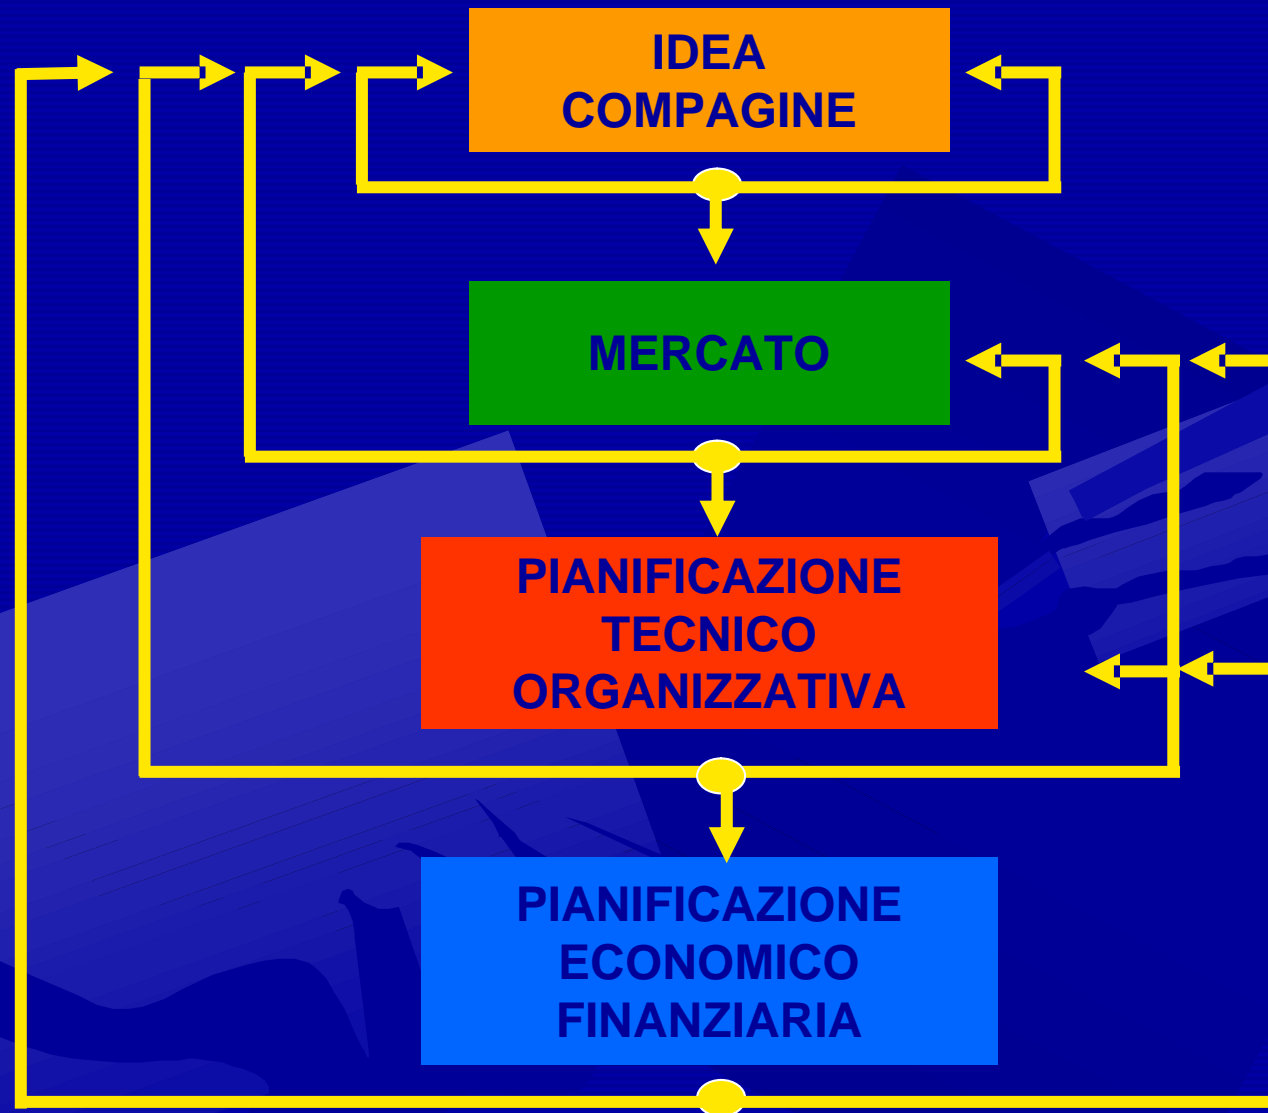 IDEA
COMPAGINE
MERCATO
PIANIFICAZIONE
TECNICO
ORGANIZZATIVA
PIANIFICAZIONE
ECONOMICO
FINANZIARIA